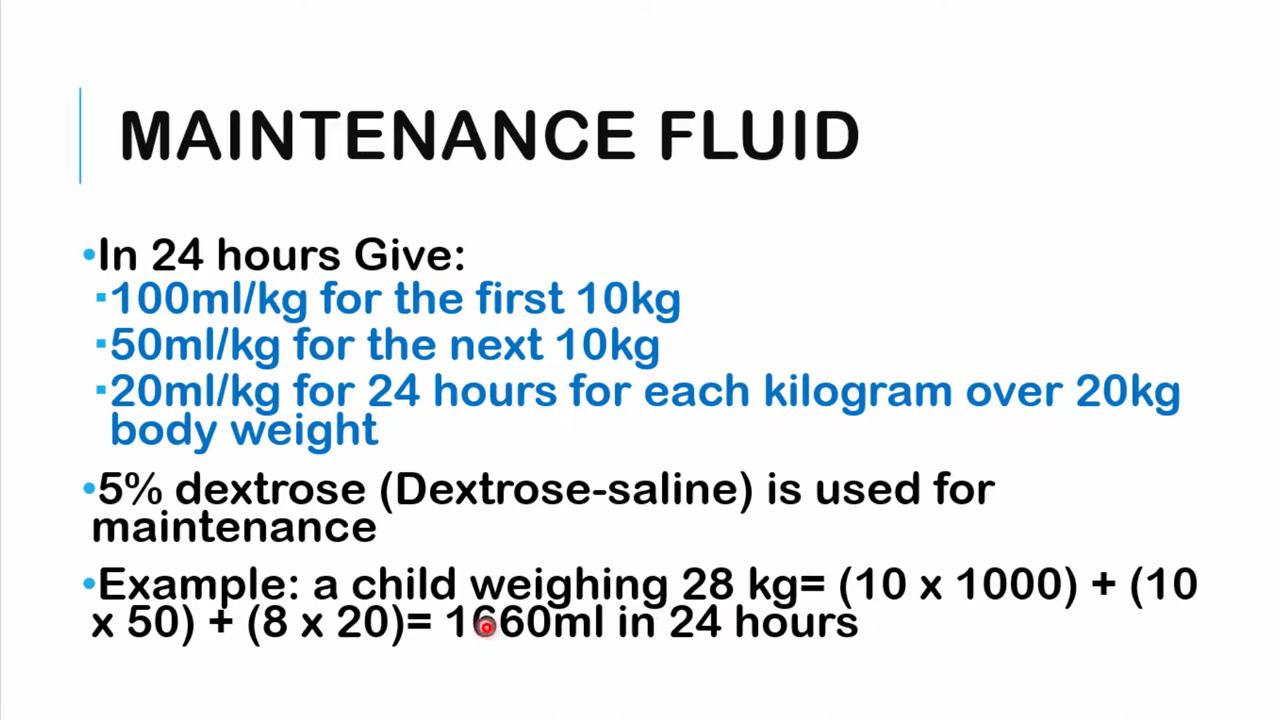 MAINTENANCE FLUID
•In 24 hours Give:
▪100ml/kg for the first 10kg
▪50ml/kg for the next 10kg
▪20ml/kg for 24 hours for each kilogram over 20kg
body weight
•5% dextrose (Dextrose-saline) is used for
maintenance
•Example: a child weighing 28 kg= (10 x 1000) + (10
x 50) + (8 x 20)= 1660ml in 24 hours